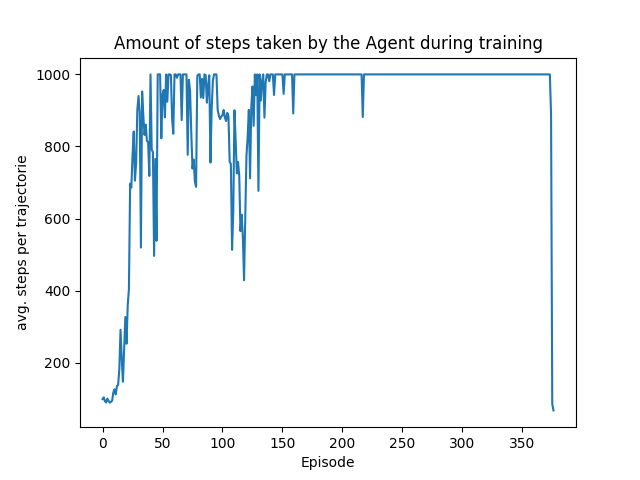 Amount of steps taken by the Agent during training
1000
800
600
400
200
avg. steps per trajectorie
0 50 100 150 200 250 300 350
Episode